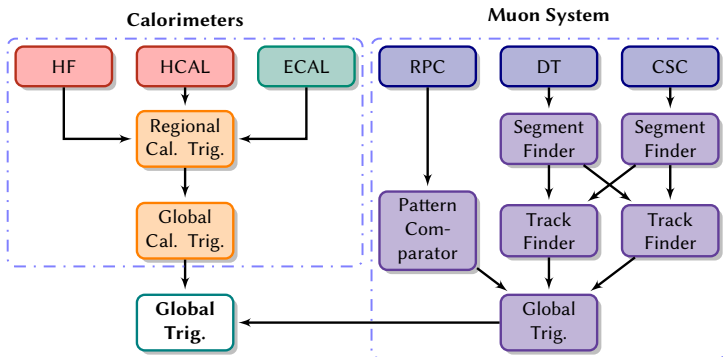 Calorimeters
Muon System
HF
HCAL
ECAL
RPC
DT
CSC
Regional
Cal. Trig.
Segment
Finder
Segment
Finder
Global
Cal. Trig.
Pattern
Com-
parator
Track
Finder
Track
Finder
Global
Trig.
Global
Trig.